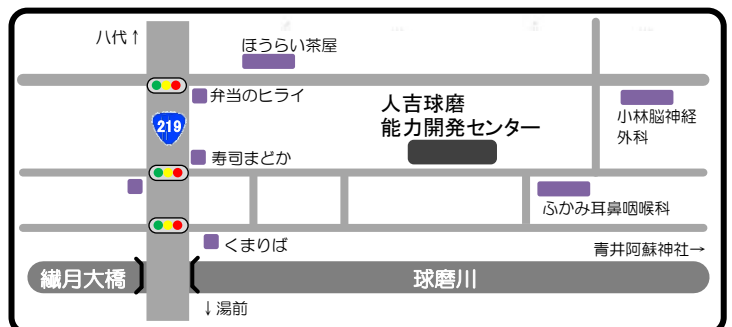 八代↑
ほうらい茶屋
弁当のヒライ
219
人吉球磨
能力開発センター
小林脳神経
外科
寿司まどか
ふかみ耳鼻咽喉科
くまりば
青井阿蘇神社→
繊月大橋
球磨川
↓湯前